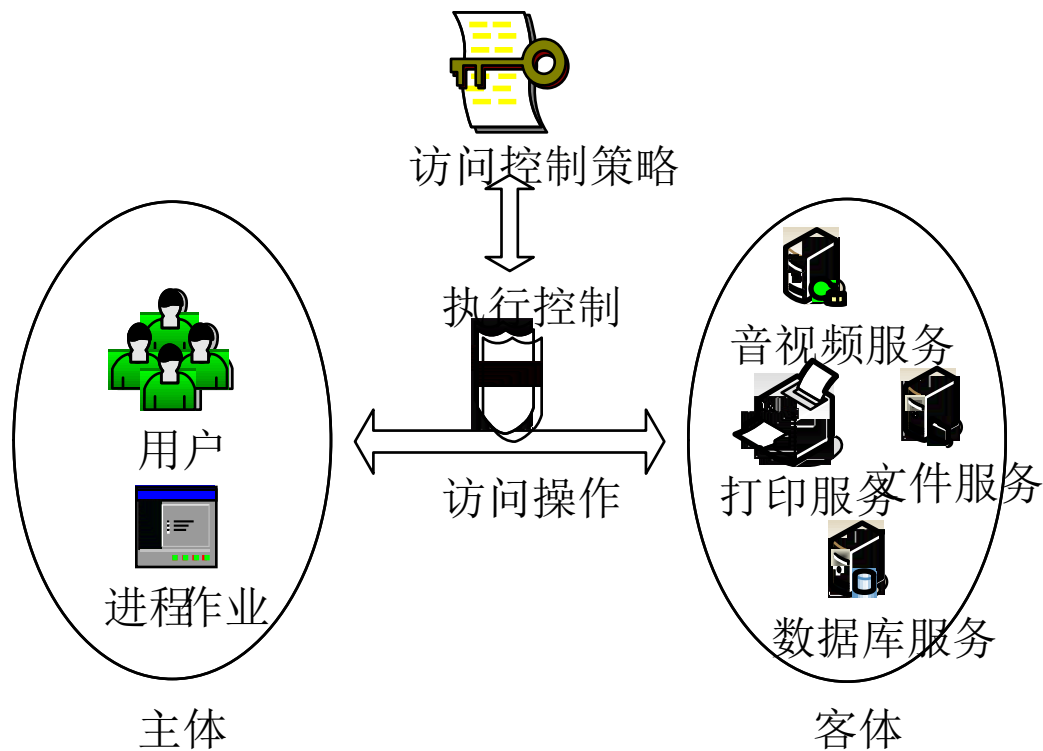 访问控制策略
执行控制
访问操作
用户
进程作业
主体
音视频服务
打印服务
文件服务
数据库服务
客体